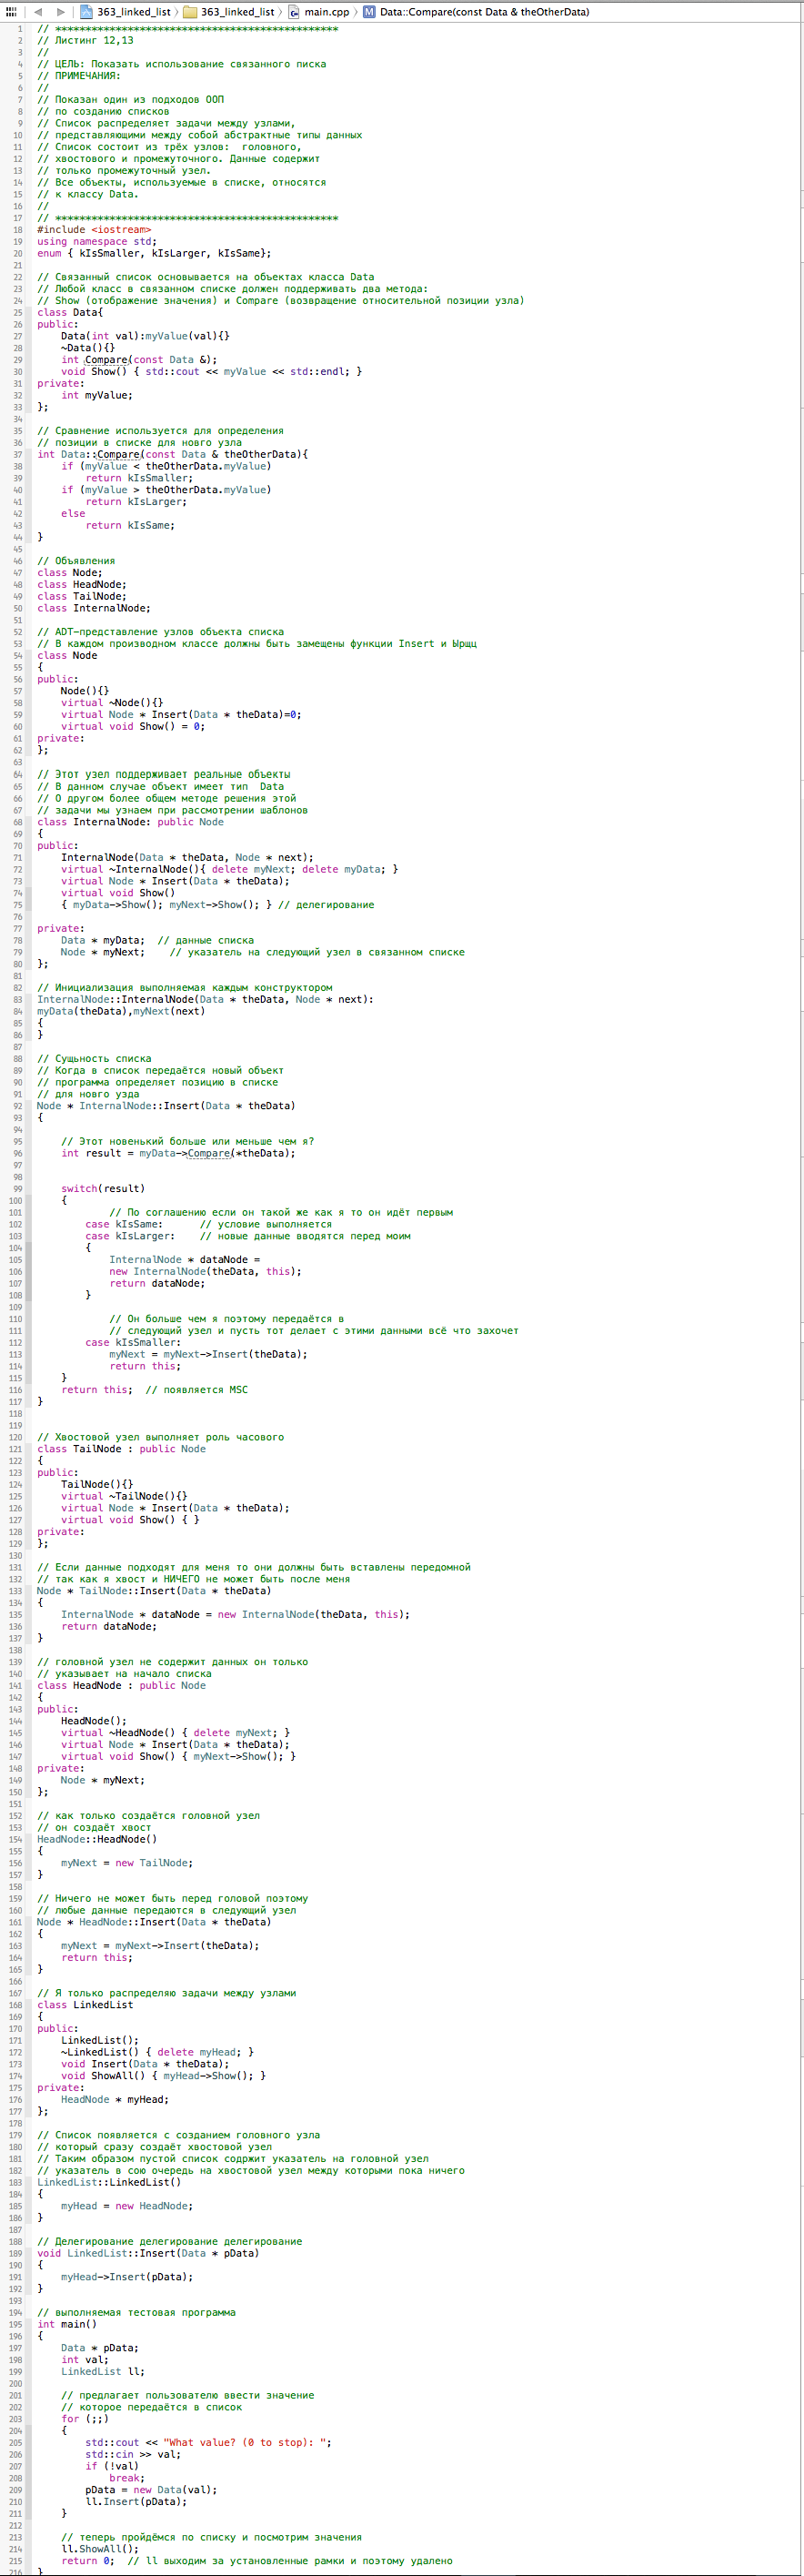 363_linked_list 363_linked_list main.cpp M Data::Compare(const Data & theOtherData)
1 // ***********************************************
2 // Листинг 12,13
3 //
4 // ЦЕЛЬ: Показать использование связанного писка
5 // ПРИМЕЧАНИЯ:
6 //
7 // Показан один из подходов ООП
8 // по созданию списков
9 // Список распределяет задачи между узлами,
10 // представляющими между собой абстрактные типы данных
11 // Список состоит из трёх узлов:  головного,
12 // хвостового и промежуточного. Данные содержит
13 // только промежуточный узел.
14 // Все объекты, используемые в списке, относятся
15 // к классу Data.
16 //
17 // ***********************************************
18 #include <iostream>
19 using namespace std;
20 enum { kIsSmaller, kIsLarger, kIsSame};
21
22 // Связанный список основывается на объектах класса Data
23 // Любой класс в связанном списке должен поддерживать два метода:
24 // Show (отображение значения) и Compare (возвращение относительной позиции узла)
25 class Data{
26 public:
27     Data(int val):myValue(val){}
28     ~Data(){}
29     int Compare(const Data &);
30     void Show() { std::cout << myValue << std::endl; }
31 private:
32     int myValue;
33 };
34
35 // Сравнение используется для определения
36 // позиции в списке для новго узла
37 int Data::Compare(const Data & theOtherData){
38     if (myValue < theOtherData.myValue)
39         return kIsSmaller;
40     if (myValue > theOtherData.myValue)
41         return kIsLarger;
42     else
43         return kIsSame;
44 }
45
46 // Объявления
47 class Node;
48 class HeadNode;
49 class TailNode;
50 class InternalNode;
51
52 // ADT-представление узлов объекта списка
53 // В каждом производном классе должны быть замещены функции Insert и Ырщц
54 class Node
55 {
56 public:
57     Node(){}
58     virtual ~Node(){}
59     virtual Node * Insert(Data * theData)=0;
60     virtual void Show() = 0;
61 private:
62 };
63
64 // Этот узел поддерживает реальные объекты
65 // В данном случае объект имеет тип  Data
66 // О другом более общем методе решения этой
67 // задачи мы узнаем при рассмотрении шаблонов
68 class InternalNode: public Node
69 {
70 public:
71     InternalNode(Data * theData, Node * next);
72     virtual ~InternalNode(){ delete myNext; delete myData; }
73     virtual Node * Insert(Data * theData);
74     virtual void Show()
75     { myData->Show(); myNext->Show(); } // делегирование
76
77 private:
78     Data * myData;  // данные списка
79     Node * myNext;    // указатель на следующий узел в связанном списке
80 };
81
82 // Инициализация выполняемая каждым конструктором
83 InternalNode::InternalNode(Data * theData, Node * next):
84 myData(theData),myNext(next)
85 {
86 }
87
88 // Сущьность списка
89 // Когда в список передаётся новый объект
90 // программа определяет позицию в списке
91 // для новго узда
92 Node * InternalNode::Insert(Data * theData)
93 {
94
95     // Этот новенький больше или меньше чем я?
96     int result = myData->Compare(*theData);
97
98
99     switch(result)
100     {
101             // По соглашению если он такой же как я то он идёт первым
102         case kIsSame:      // условие выполняется
103         case kIsLarger:    // новые данные вводятся перед моим
104         {
105             InternalNode * dataNode =
106             new InternalNode(theData, this);
107             return dataNode;
108         }
109
110             // Он больше чем я поэтому передаётся в
111             // следующий узел и пусть тот делает с этими данными всё что захочет
112         case kIsSmaller:
113             myNext = myNext->Insert(theData);
114             return this;
115     }
116     return this;  // появляется MSC
117 }
118
119
120 // Хвостовой узел выполняет роль часового
121 class TailNode : public Node
122 {
123 public:
124     TailNode(){}
125     virtual ~TailNode(){}
126     virtual Node * Insert(Data * theData);
127     virtual void Show() { }
128 private:
129 };
130
131 // Если данные подходят для меня то они должны быть вставлены передомной
132 // так как я хвост и НИЧЕГО не может быть после меня
133 Node * TailNode::Insert(Data * theData)
134 {
135     InternalNode * dataNode = new InternalNode(theData, this);
136     return dataNode;
137 }
138
139 // головной узел не содержит данных он только
140 // указывает на начало списка
141 class HeadNode : public Node
142 {
143 public:
144     HeadNode();
145     virtual ~HeadNode() { delete myNext; }
146     virtual Node * Insert(Data * theData);
147     virtual void Show() { myNext->Show(); }
148 private:
149     Node * myNext;
150 };
151
152 // как только создаётся головной узел
153 // он создаёт хвост
154 HeadNode::HeadNode()
155 {
156     myNext = new TailNode;
157 }
158
159 // Ничего не может быть перед головой поэтому
160 // любые данные передаются в следующий узел
161 Node * HeadNode::Insert(Data * theData)
162 {
163     myNext = myNext->Insert(theData);
164     return this;
165 }
166
167 // Я только распределяю задачи между узлами
168 class LinkedList
169 {
170 public:
171     LinkedList();
172     ~LinkedList() { delete myHead; }
173     void Insert(Data * theData);
174     void ShowAll() { myHead->Show(); }
175 private:
176     HeadNode * myHead;
177 };
178
179 // Список появляется с созданием головного узла
180 // который сразу создаёт хвостовой узел
181 // Таким образом пустой список содржит указатель на головной узел
182 // указатель в сою очередь на хвостовой узел между которыми пока ничего
183 LinkedList::LinkedList()
184 {
185     myHead = new HeadNode;
186 }
187
188 // Делегирование делегирование делегирование
189 void LinkedList::Insert(Data * pData)
190 {
191     myHead->Insert(pData);
192 }
193
194 // выполняемая тестовая программа
195 int main()
196 {
197     Data * pData;
198     int val;
199     LinkedList ll;
200
201     // предлагает пользователю ввести значение
202     // которое передаётся в список
203     for (;;)
204     {
205         std::cout << "What value? (0 to stop): ";
206         std::cin >> val;
207         if (!val)
208             break;
209         pData = new Data(val);
210         ll.Insert(pData);
211     }
212
213     // теперь пройдёмся по списку и посмотрим значения
214     ll.ShowAll();
215     return 0;  // ll выходим за установленные рамки и поэтому удалено
216 }